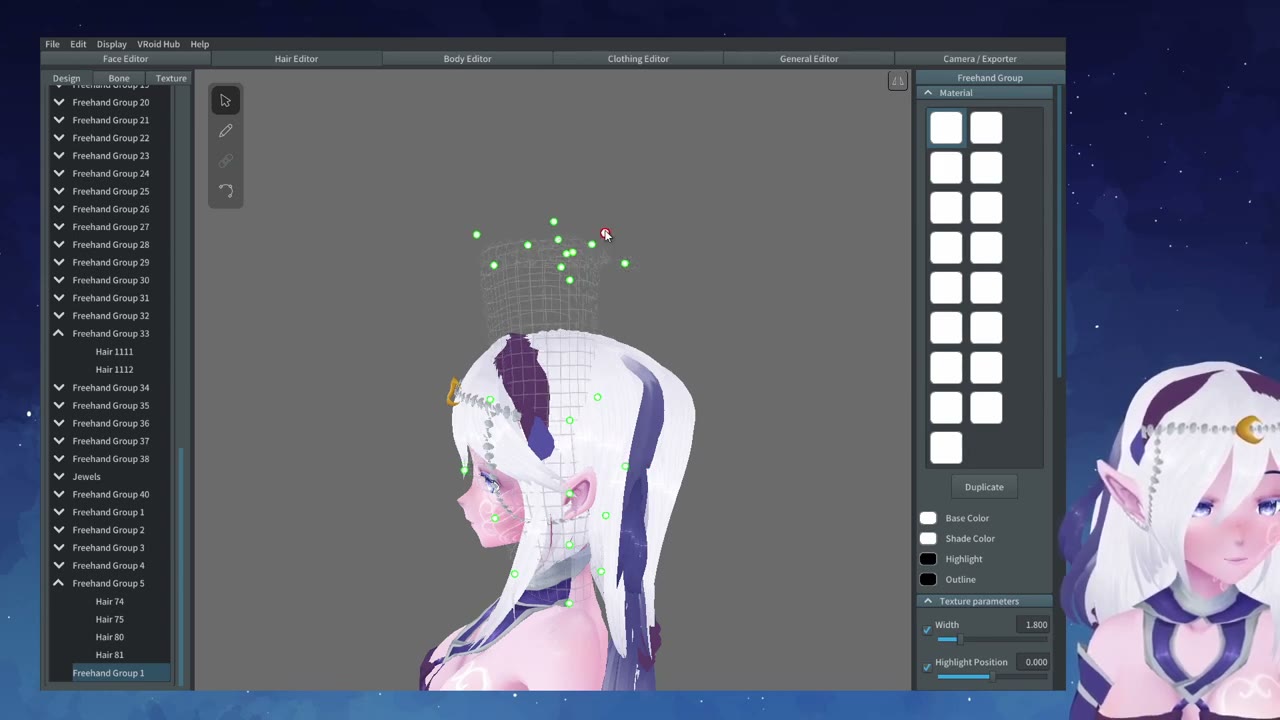 File Edit Display VRoid Hub Help
Face Editor Hair Editor Body Editor Clothing Editor General Editor Camera / Exporter
Design Bone Texture
Freehand Group
Material
Freehand Group 19
Freehand Group 20
Freehand Group 21
Freehand Group 22
Freehand Group 23
Freehand Group 24
Freehand Group 25
Freehand Group 26
Freehand Group 27
Freehand Group 28
Freehand Group 29
Freehand Group 30
Freehand Group 31
Freehand Group 32
Freehand Group 33
Hair 1111
Hair 1112
Freehand Group 34
Freehand Group 35
Freehand Group 36
Freehand Group 37
Freehand Group 38
Jewels
Freehand Group 40
Freehand Group 1
Freehand Group 2
Freehand Group 3
Freehand Group 4
Freehand Group 5
Hair 74
Hair 75
Hair 80
Hair 81
Freehand Group 1
Duplicate
Base Color
Shade Color
Highlight
Outline
Texture parameters
Width 1.800
Highlight Position 0.000